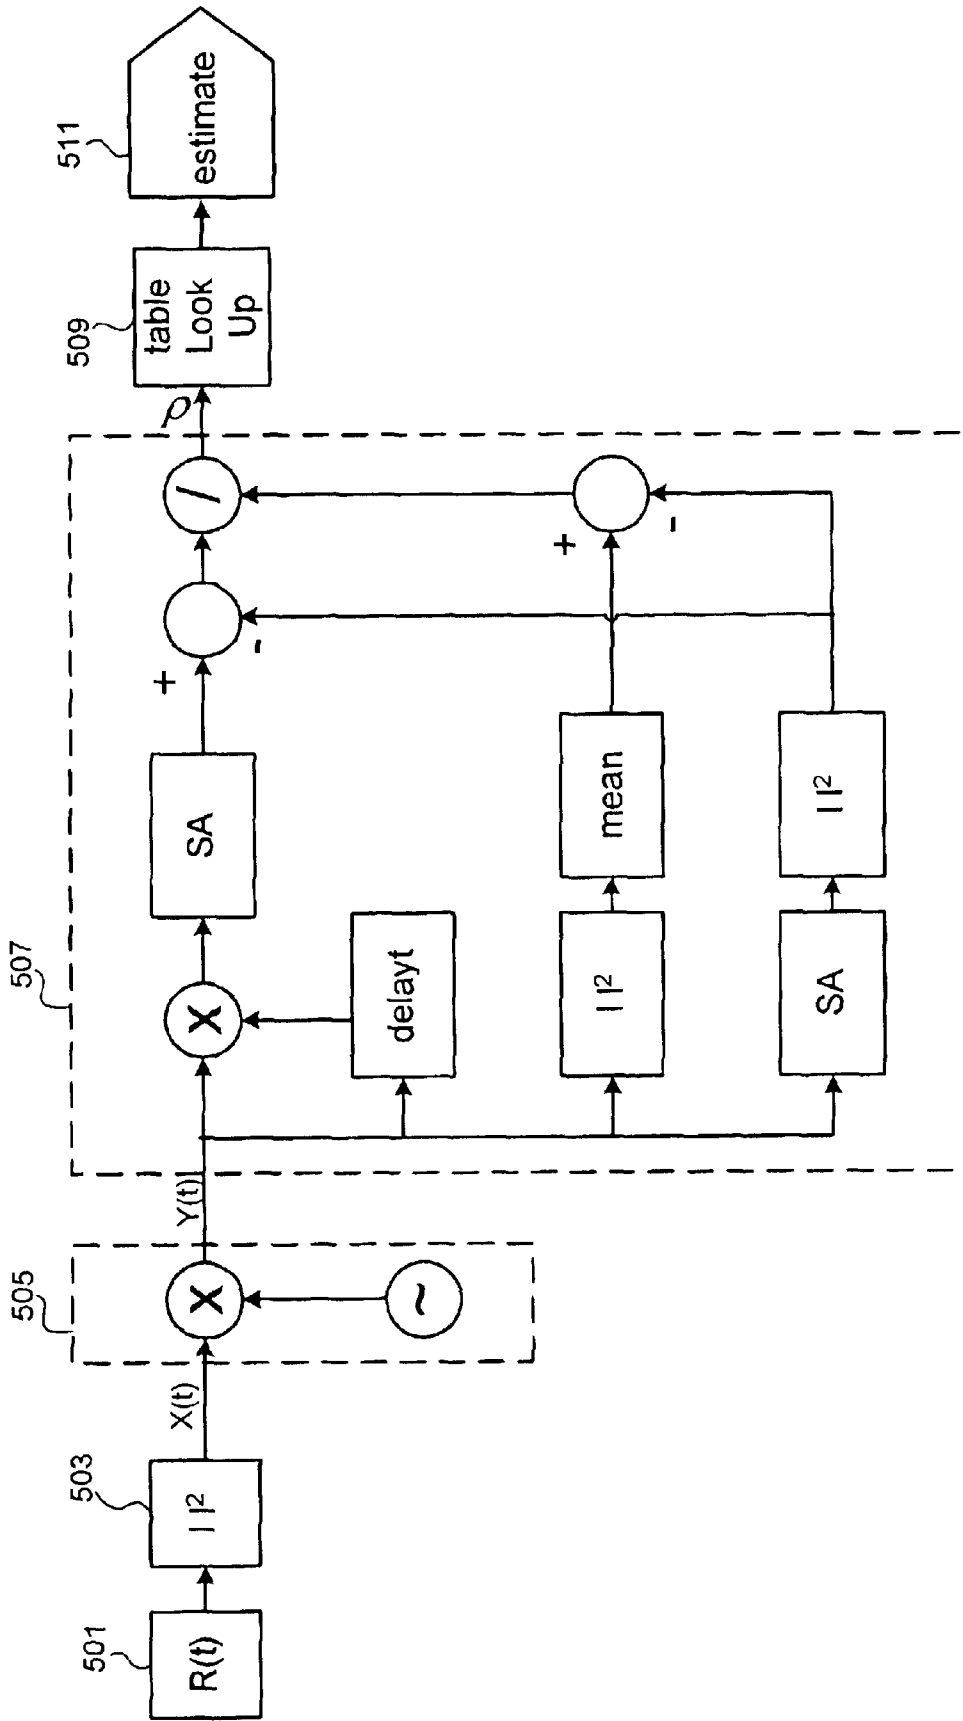 501
R(t)
503
| |²
X(t)
505
X
~
Y(t)
507
X
delayt
SA
+
-
/
| |²
mean
+
-
SA
| |²
ρ
509
table
Look
Up
511
estimate